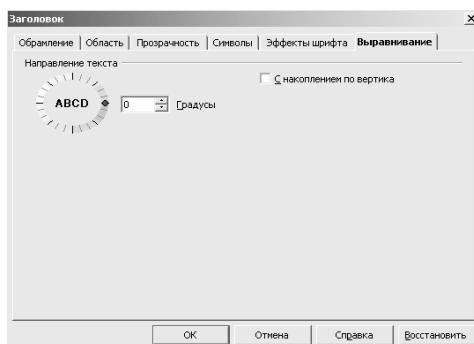 Заголовок
Обрамление Область Прозрачность Символы Эффекты шрифта Выравнивание
Направление текста
С накоплением по вертика
ABCD 0 Градусы
ОК Отмена Справка Восстановить